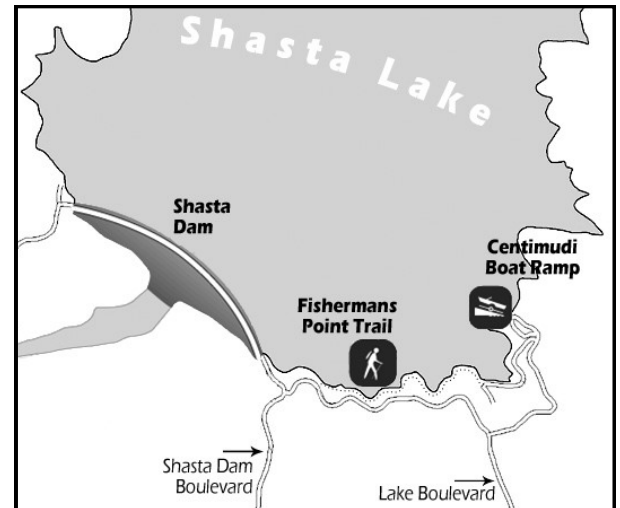 Shasta Lake
Shasta
Dam
Centimudi
Boat Ramp
Fishermans
Point Trail
Shasta Dam
Boulevard
Lake Boulevard